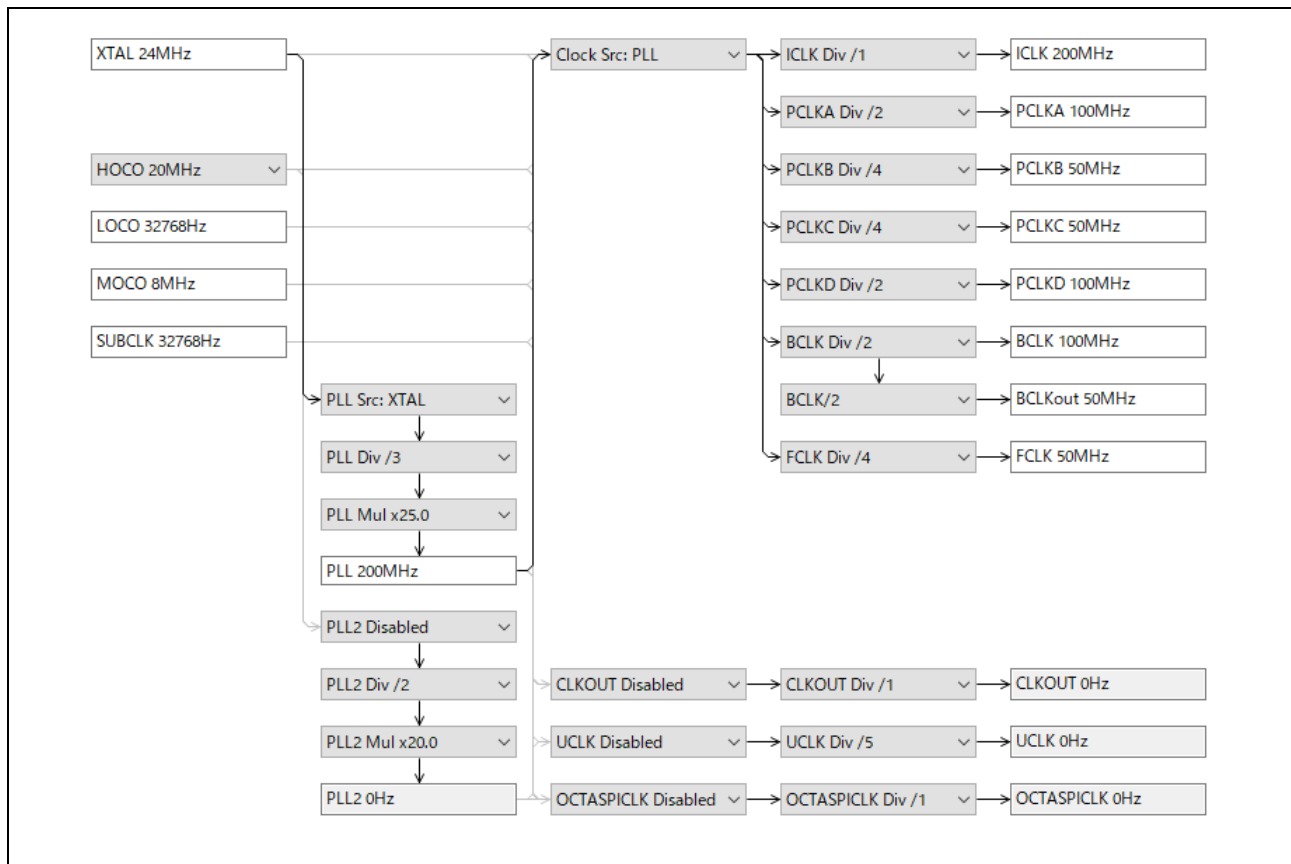 XTAL 24MHz
Clock Src: PLL
ICLK Div /1
ICLK 200MHz
PCLKA Div /2
PCLKA 100MHz
HOCO 20MHz
PCLKB Div /4
PCLKB 50MHz
LOCO 32768Hz
PCLKC Div /4
PCLKC 50MHz
MOCO 8MHz
PCLKD Div /2
PCLKD 100MHz
SUBCLK 32768Hz
BCLK Div /2
BCLK 100MHz
PLL Src: XTAL
BCLK/2
BCLKout 50MHz
PLL Div /3
FCLK Div /4
FCLK 50MHz
PLL Mul x25.0
PLL 200MHz
PLL2 Disabled
PLL2 Div /2
CLKOUT Disabled
CLKOUT Div /1
CLKOUT 0Hz
PLL2 Mul x20.0
UCLK Disabled
UCLK Div /5
UCLK 0Hz
PLL2 0Hz
OCTASPICLK Disabled
OCTASPICLK Div /1
OCTASPICLK 0Hz